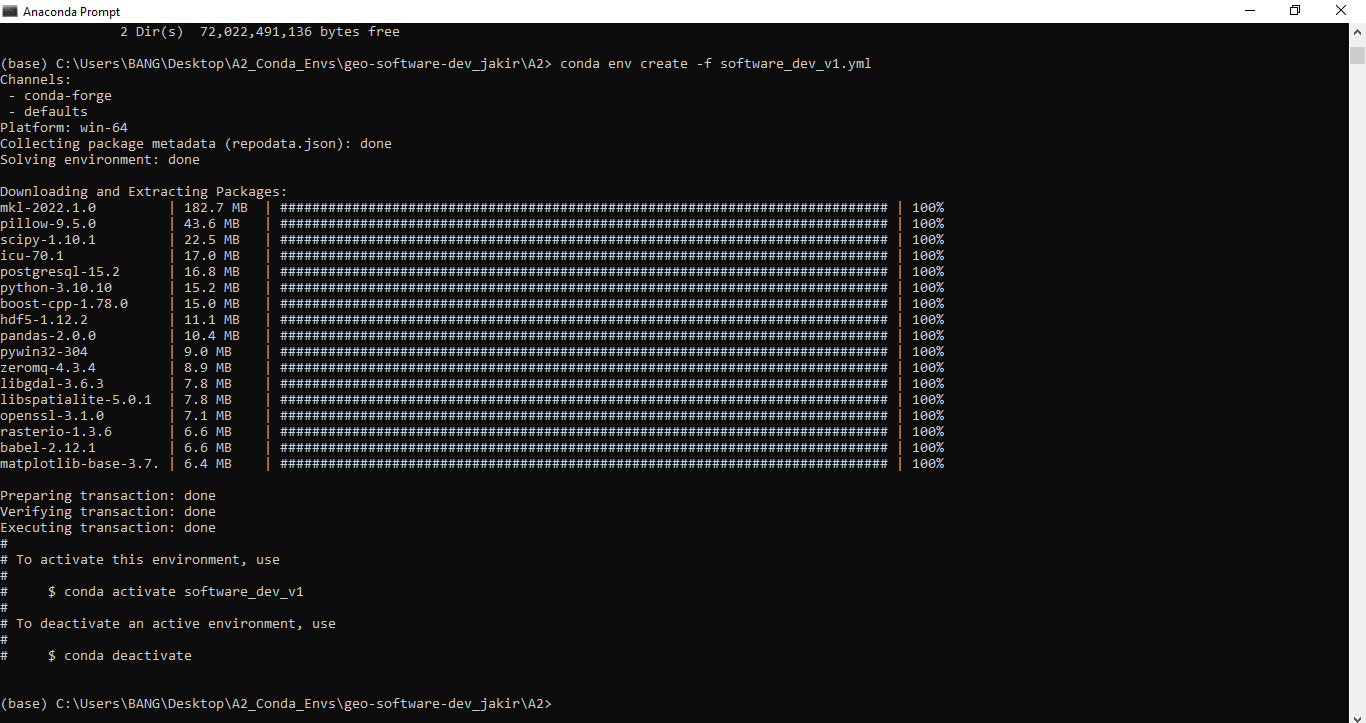 Anaconda Prompt
2 Dir(s)  72,022,491,136 bytes free
(base) C:\Users\BANG\Desktop\A2_Conda_Envs\geo-software-dev_jakir\A2> conda env create -f software_dev_v1.yml
Channels:
 - conda-forge
 - defaults
Platform: win-64
Collecting package metadata (repodata.json): done
Solving environment: done
Downloading and Extracting Packages:
mkl-2022.1.0         | 182.7 MB  | ############################################################################ | 100%
pillow-9.5.0         | 43.6 MB   | ############################################################################ | 100%
scipy-1.10.1         | 22.5 MB   | ############################################################################ | 100%
icu-70.1             | 17.0 MB   | ############################################################################ | 100%
postgresql-15.2      | 16.8 MB   | ############################################################################ | 100%
python-3.10.10       | 15.2 MB   | ############################################################################ | 100%
boost-cpp-1.78.0     | 15.0 MB   | ############################################################################ | 100%
hdf5-1.12.2          | 11.1 MB   | ############################################################################ | 100%
pandas-2.0.0         | 10.4 MB   | ############################################################################ | 100%
pywin32-304          | 9.0 MB    | ############################################################################ | 100%
zeromq-4.3.4         | 8.9 MB    | ############################################################################ | 100%
libgdal-3.6.3        | 7.8 MB    | ############################################################################ | 100%
libspatialite-5.0.1  | 7.8 MB    | ############################################################################ | 100%
openssl-3.1.0        | 7.1 MB    | ############################################################################ | 100%
rasterio-1.3.6       | 6.6 MB    | ############################################################################ | 100%
babel-2.12.1         | 6.6 MB    | ############################################################################ | 100%
matplotlib-base-3.7. | 6.4 MB    | ############################################################################ | 100%
Preparing transaction: done
Verifying transaction: done
Executing transaction: done
#
# To activate this environment, use
#
#     $ conda activate software_dev_v1
#
# To deactivate an active environment, use
#
#     $ conda deactivate
(base) C:\Users\BANG\Desktop\A2_Conda_Envs\geo-software-dev_jakir\A2>